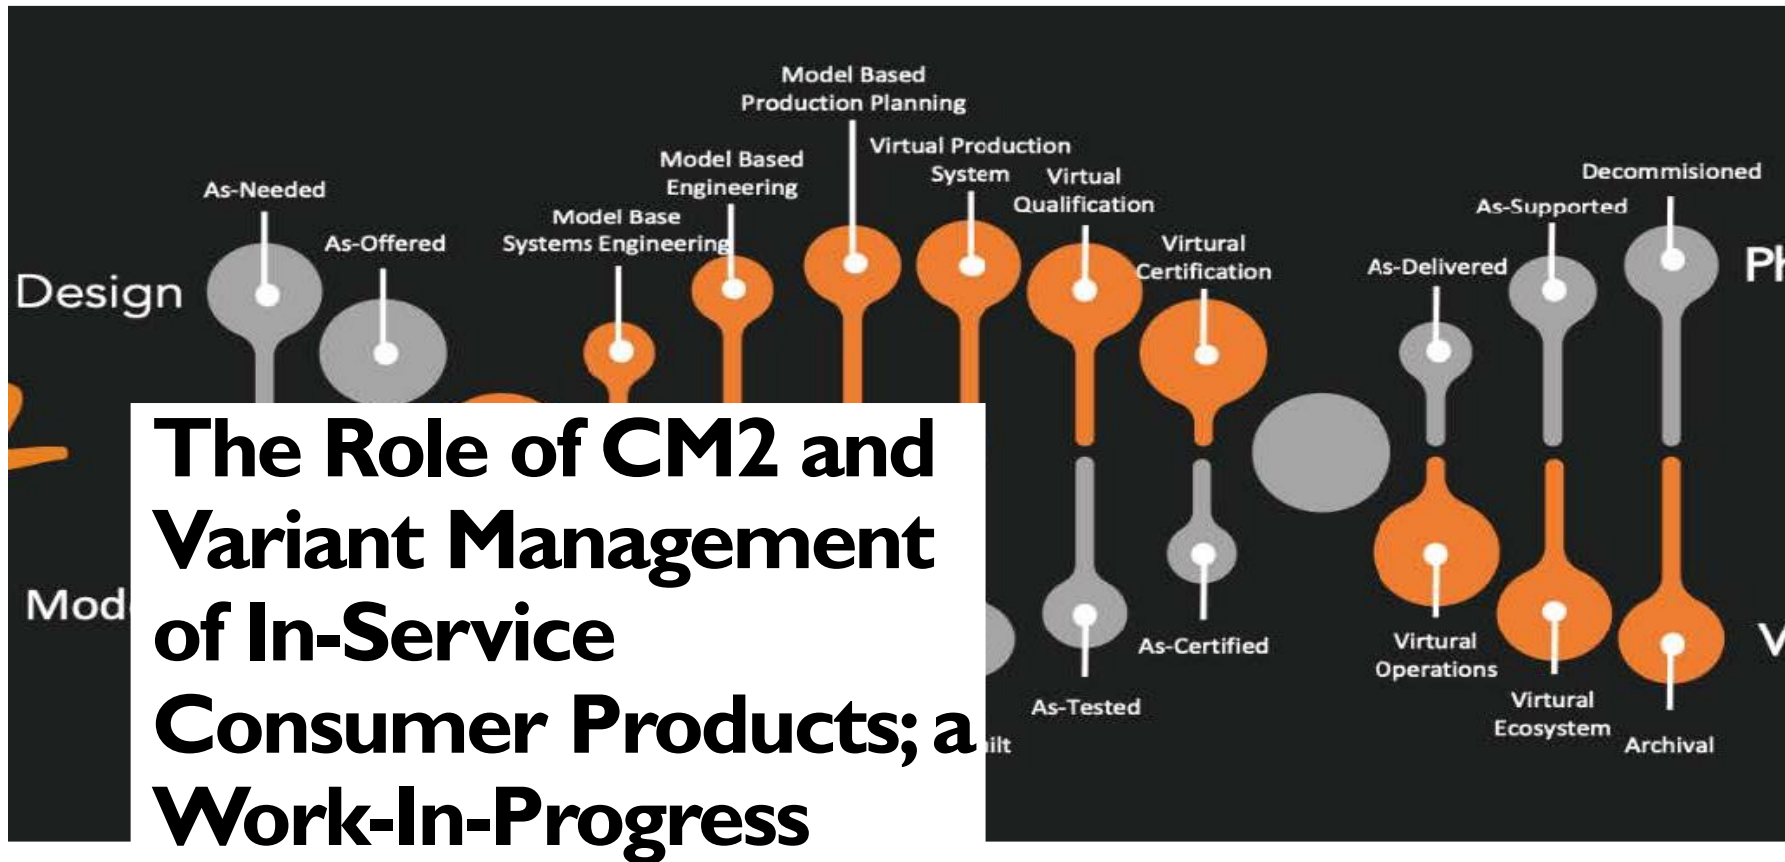 Model Based
Production Planning
Virtual Production
System
Model Based
Engineering
Virtual
Qualification
Decommisioned
As-Needed
As-Supported
Model Base
Systems Engineering
As-Offered
Virtural
Certification
As-Delivered
Design
The Role of CM2 and
Variant Management
of In-Service
Consumer Products; a
Work-In-Progress
As-Certified
Virtural
Operations
As-Tested
Virtural
Ecosystem
Archival